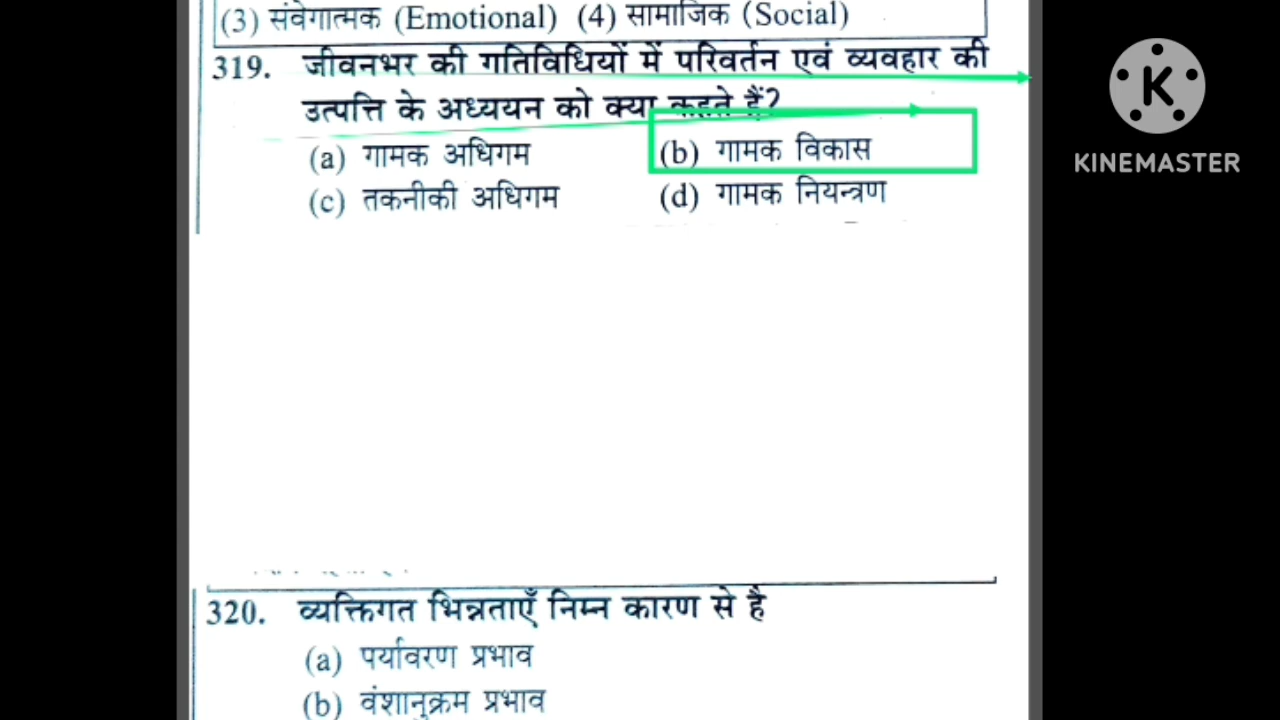 (3) संवेगात्मक (Emotional) (4) सामाजिक (Social)
319. जीवनभर की गतिविधियों में परिवर्तन एवं व्यवहार की
उत्पत्ति के अध्ययन को क्या कहते हैं?
(a) गामक अधिगम (b) गामक विकास
(c) तकनीकी अधिगम (d) गामक नियन्त्रण
K
KINEMASTER
320. व्यक्तिगत भिन्नताएँ निम्न कारण से है
(a) पर्यावरण प्रभाव
(b) वंशानुक्रम प्रभाव